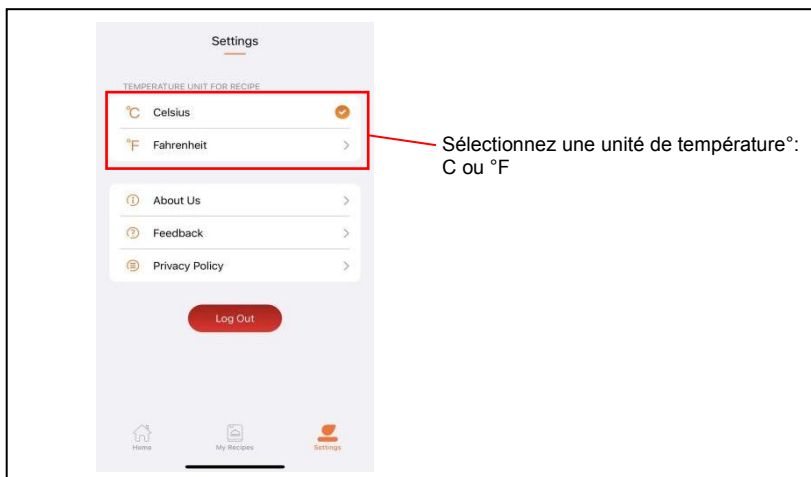 Settings
TEMPERATURE UNIT FOR RECIPE
°C Celsius
°F Fahrenheit
Sélectionnez une unité de température°:
C ou °F
About Us
Feedback
Privacy Policy
Log Out
Home My Recipes Settings